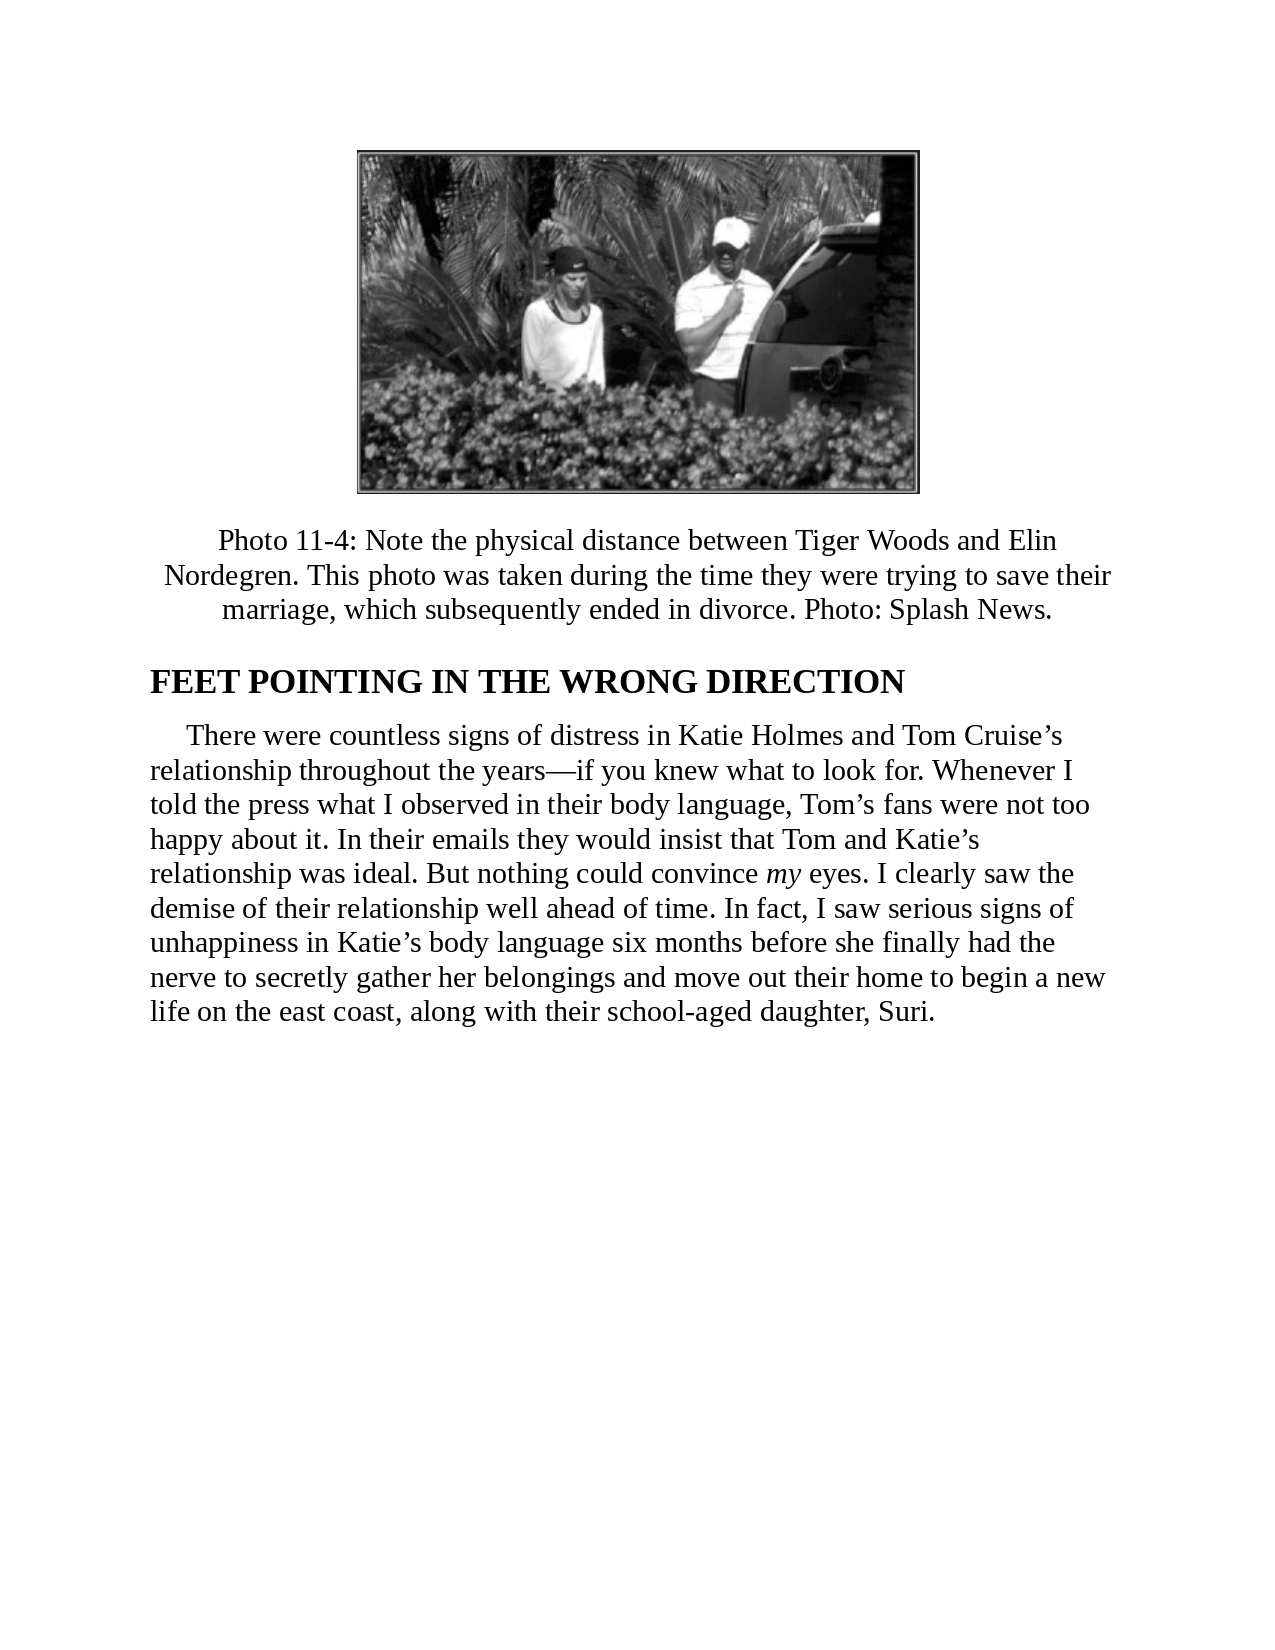 Photo 11-4: Note the physical distance between Tiger Woods and Elin
Nordegren. This photo was taken during the time they were trying to save their
marriage, which subsequently ended in divorce. Photo: Splash News.
FEET POINTING IN THE WRONG DIRECTION
There were countless signs of distress in Katie Holmes and Tom Cruise’s
relationship throughout the years—if you knew what to look for. Whenever I
told the press what I observed in their body language, Tom’s fans were not too
happy about it. In their emails they would insist that Tom and Katie’s
relationship was ideal. But nothing could convince my eyes. I clearly saw the
demise of their relationship well ahead of time. In fact, I saw serious signs of
unhappiness in Katie’s body language six months before she finally had the
nerve to secretly gather her belongings and move out their home to begin a new
life on the east coast, along with their school-aged daughter, Suri.